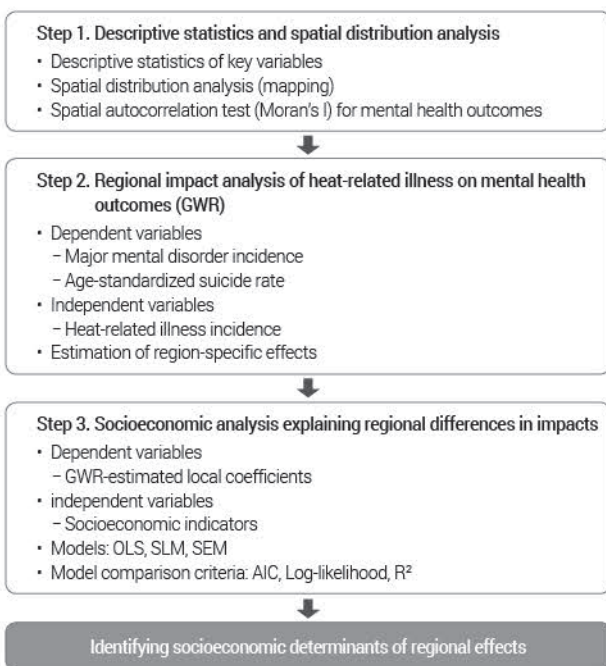 Step 1. Descriptive statistics and spatial distribution analysis
• Descriptive statistics of key variables
• Spatial distribution analysis (mapping)
• Spatial autocorrelation test (Moran's I) for mental health outcomes
Step 2. Regional impact analysis of heat-related illness on mental health
outcomes (GWR)
• Dependent variables
– Major mental disorder incidence
– Age-standardized suicide rate
• Independent variables
– Heat-related illness incidence
• Estimation of region-specific effects
Step 3. Socioeconomic analysis explaining regional differences in impacts
• Dependent variables
– GWR-estimated local coefficients
• independent variables
– Socioeconomic indicators
• Models: OLS, SLM, SEM
• Model comparison criteria: AIC, Log-likelihood, R²
Identifying socioeconomic determinants of regional effects